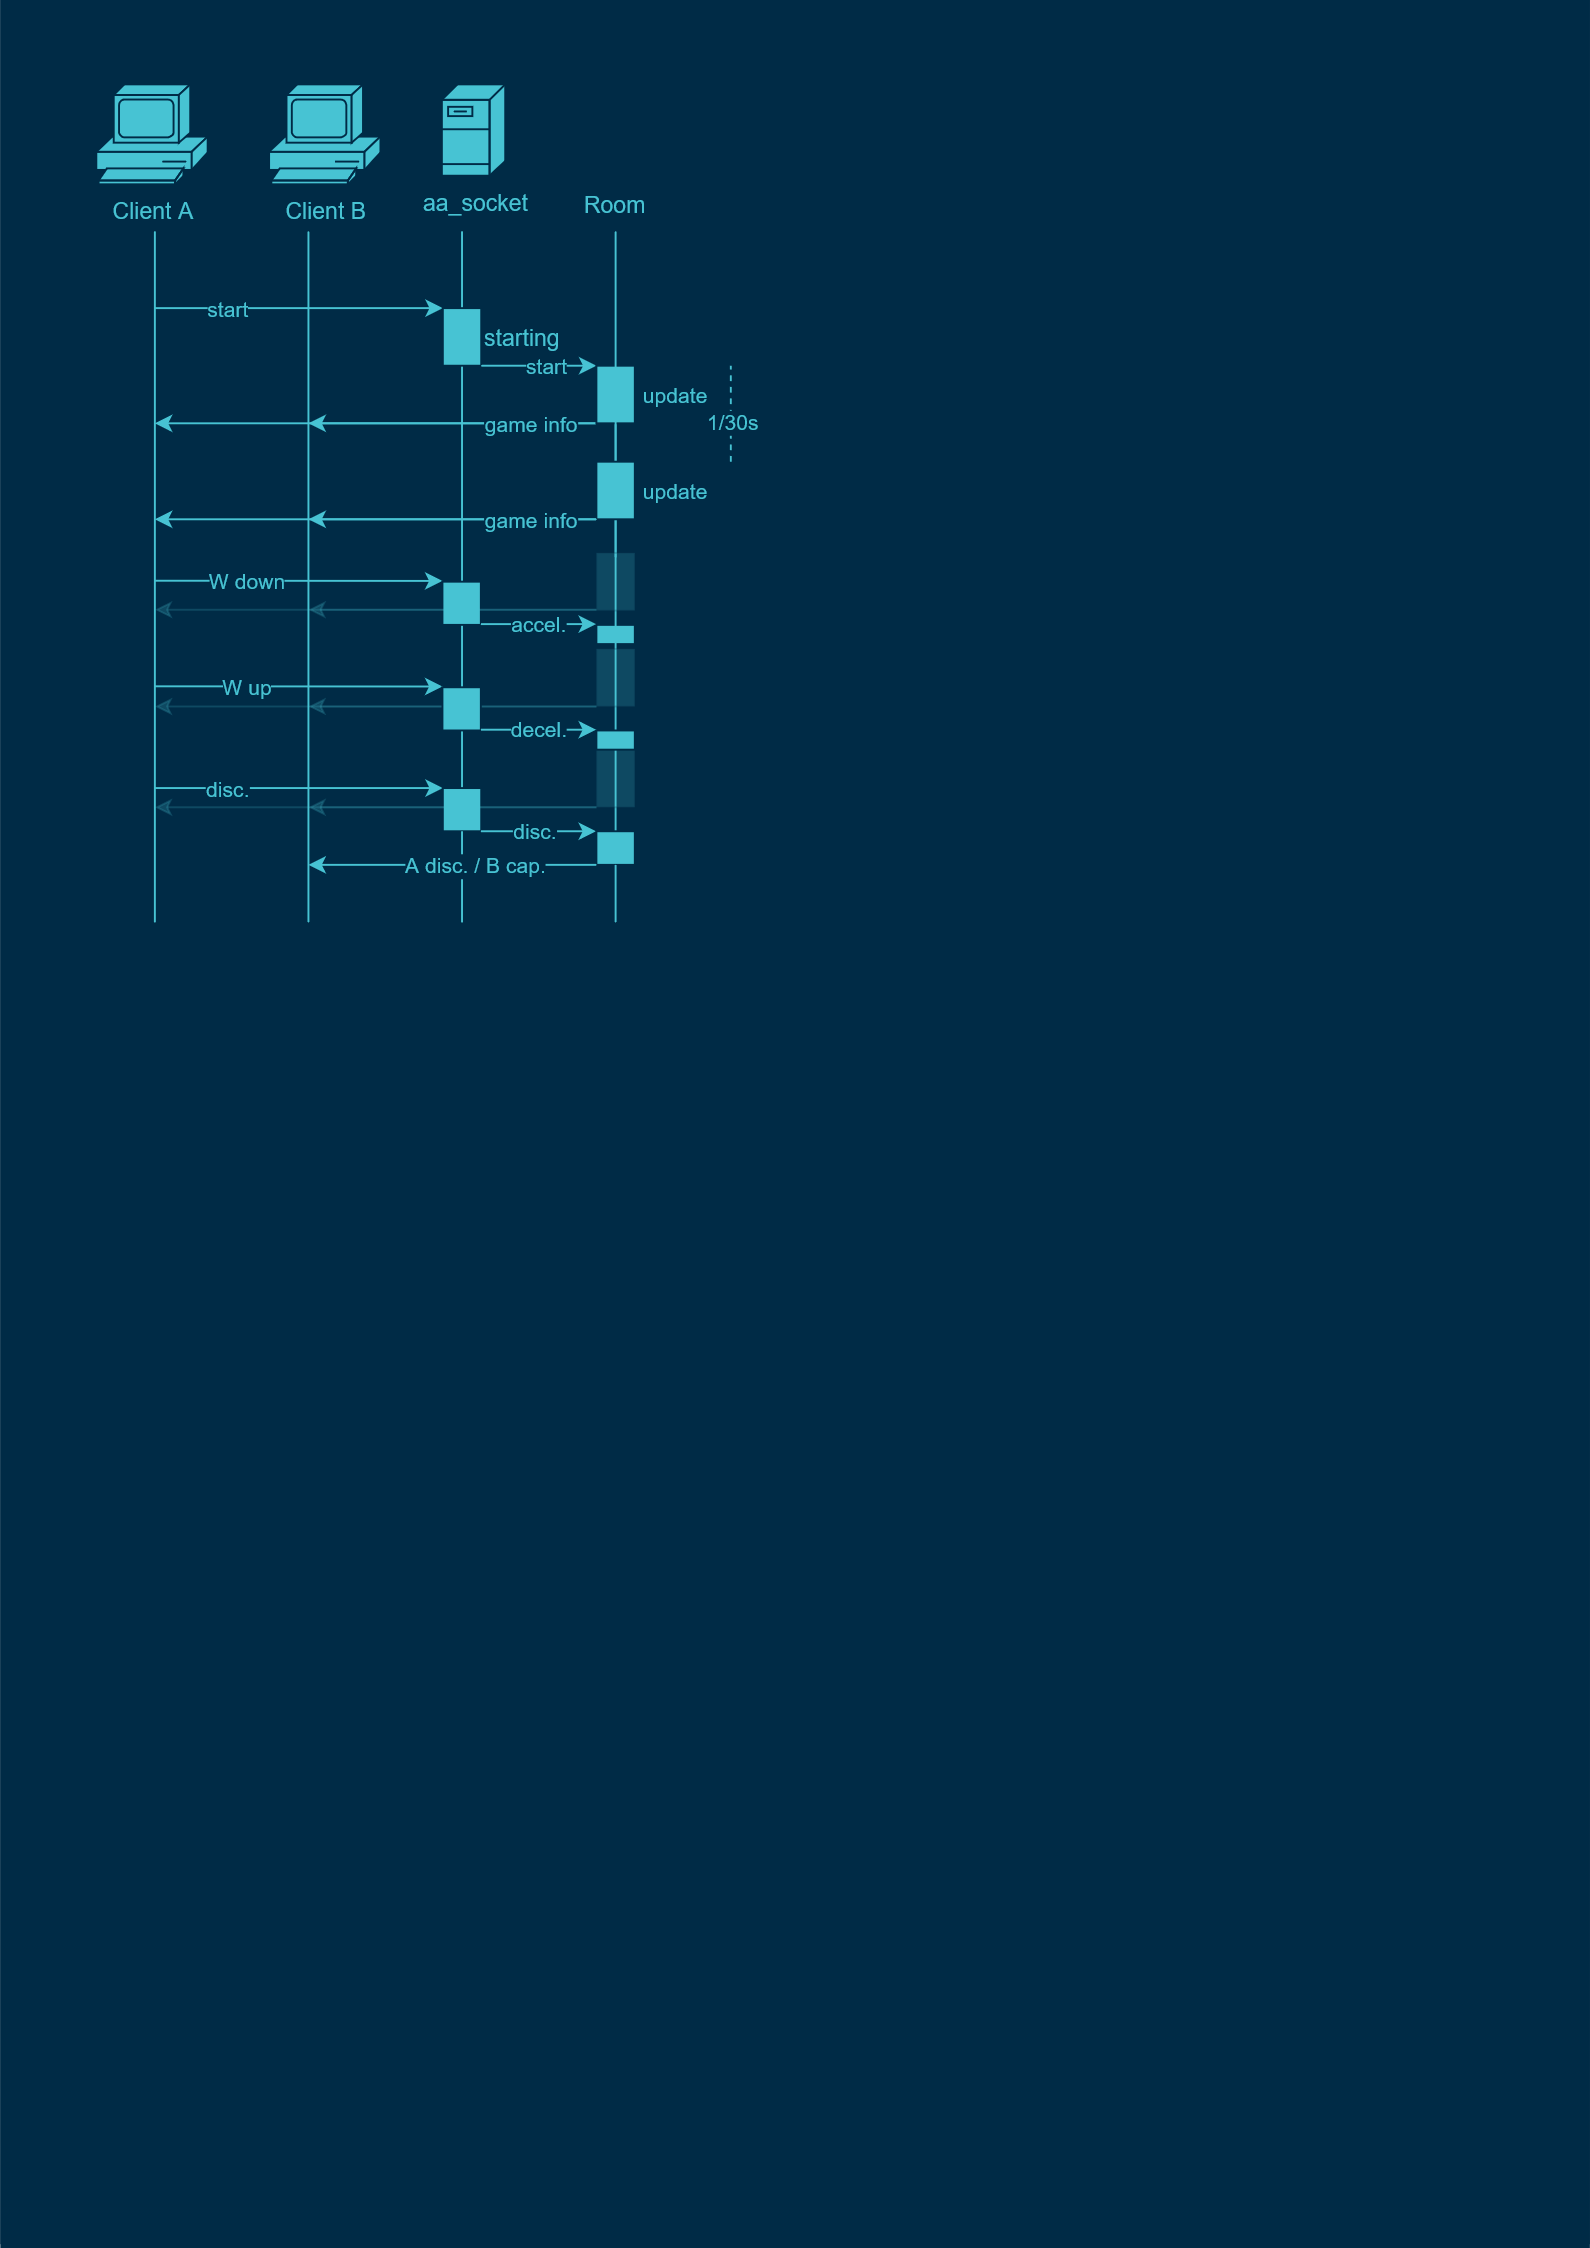 Client A
Client B
aa_socket
Room
start
starting
start
update
1/30s
game info
update
game info
W down
accel.
W up
decel.
disc.
disc.
A disc. / B cap.